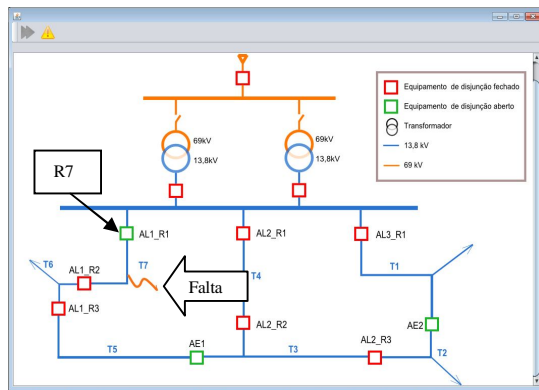 Equipamento de disjunção fechado
Equipamento de disjunção aberto
Transformador
13,8 kV
69 kV
69kV
13,8kV
69kV
13,8kV
R7
AL1_R1
AL2_R1
AL3_R1
T6
AL1_R2
T7
T4
T1
Falta
AL1_R3
AL2_R2
AE2
T5
AE1
T3
AL2_R3
T2